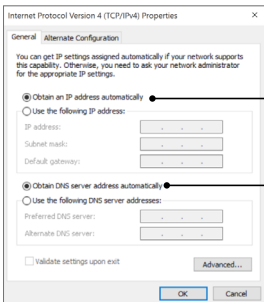 Internet Protocol Version 4 (TCP/IPv4) Properties
General Alternate Configuration
You can get IP settings assigned automatically if your network supports
this capability. Otherwise, you need to ask your network administrator
for the appropriate IP settings.
Obtain an IP address automatically
Use the following IP address:
IP address:
Subnet mask:
Default gateway:
Obtain DNS server address automatically
Use the following DNS server addresses:
Preferred DNS server:
Alternate DNS server:
Validate settings upon exit
Advanced...
OK Cancel